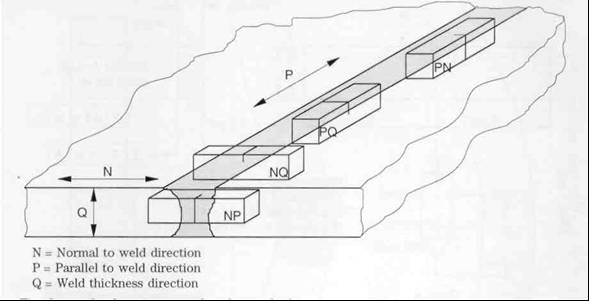 PN
P
PQ
N
NQ
Q
NP
N = Normal to weld direction
P = Parallel to weld direction
Q = Weld thickness direction